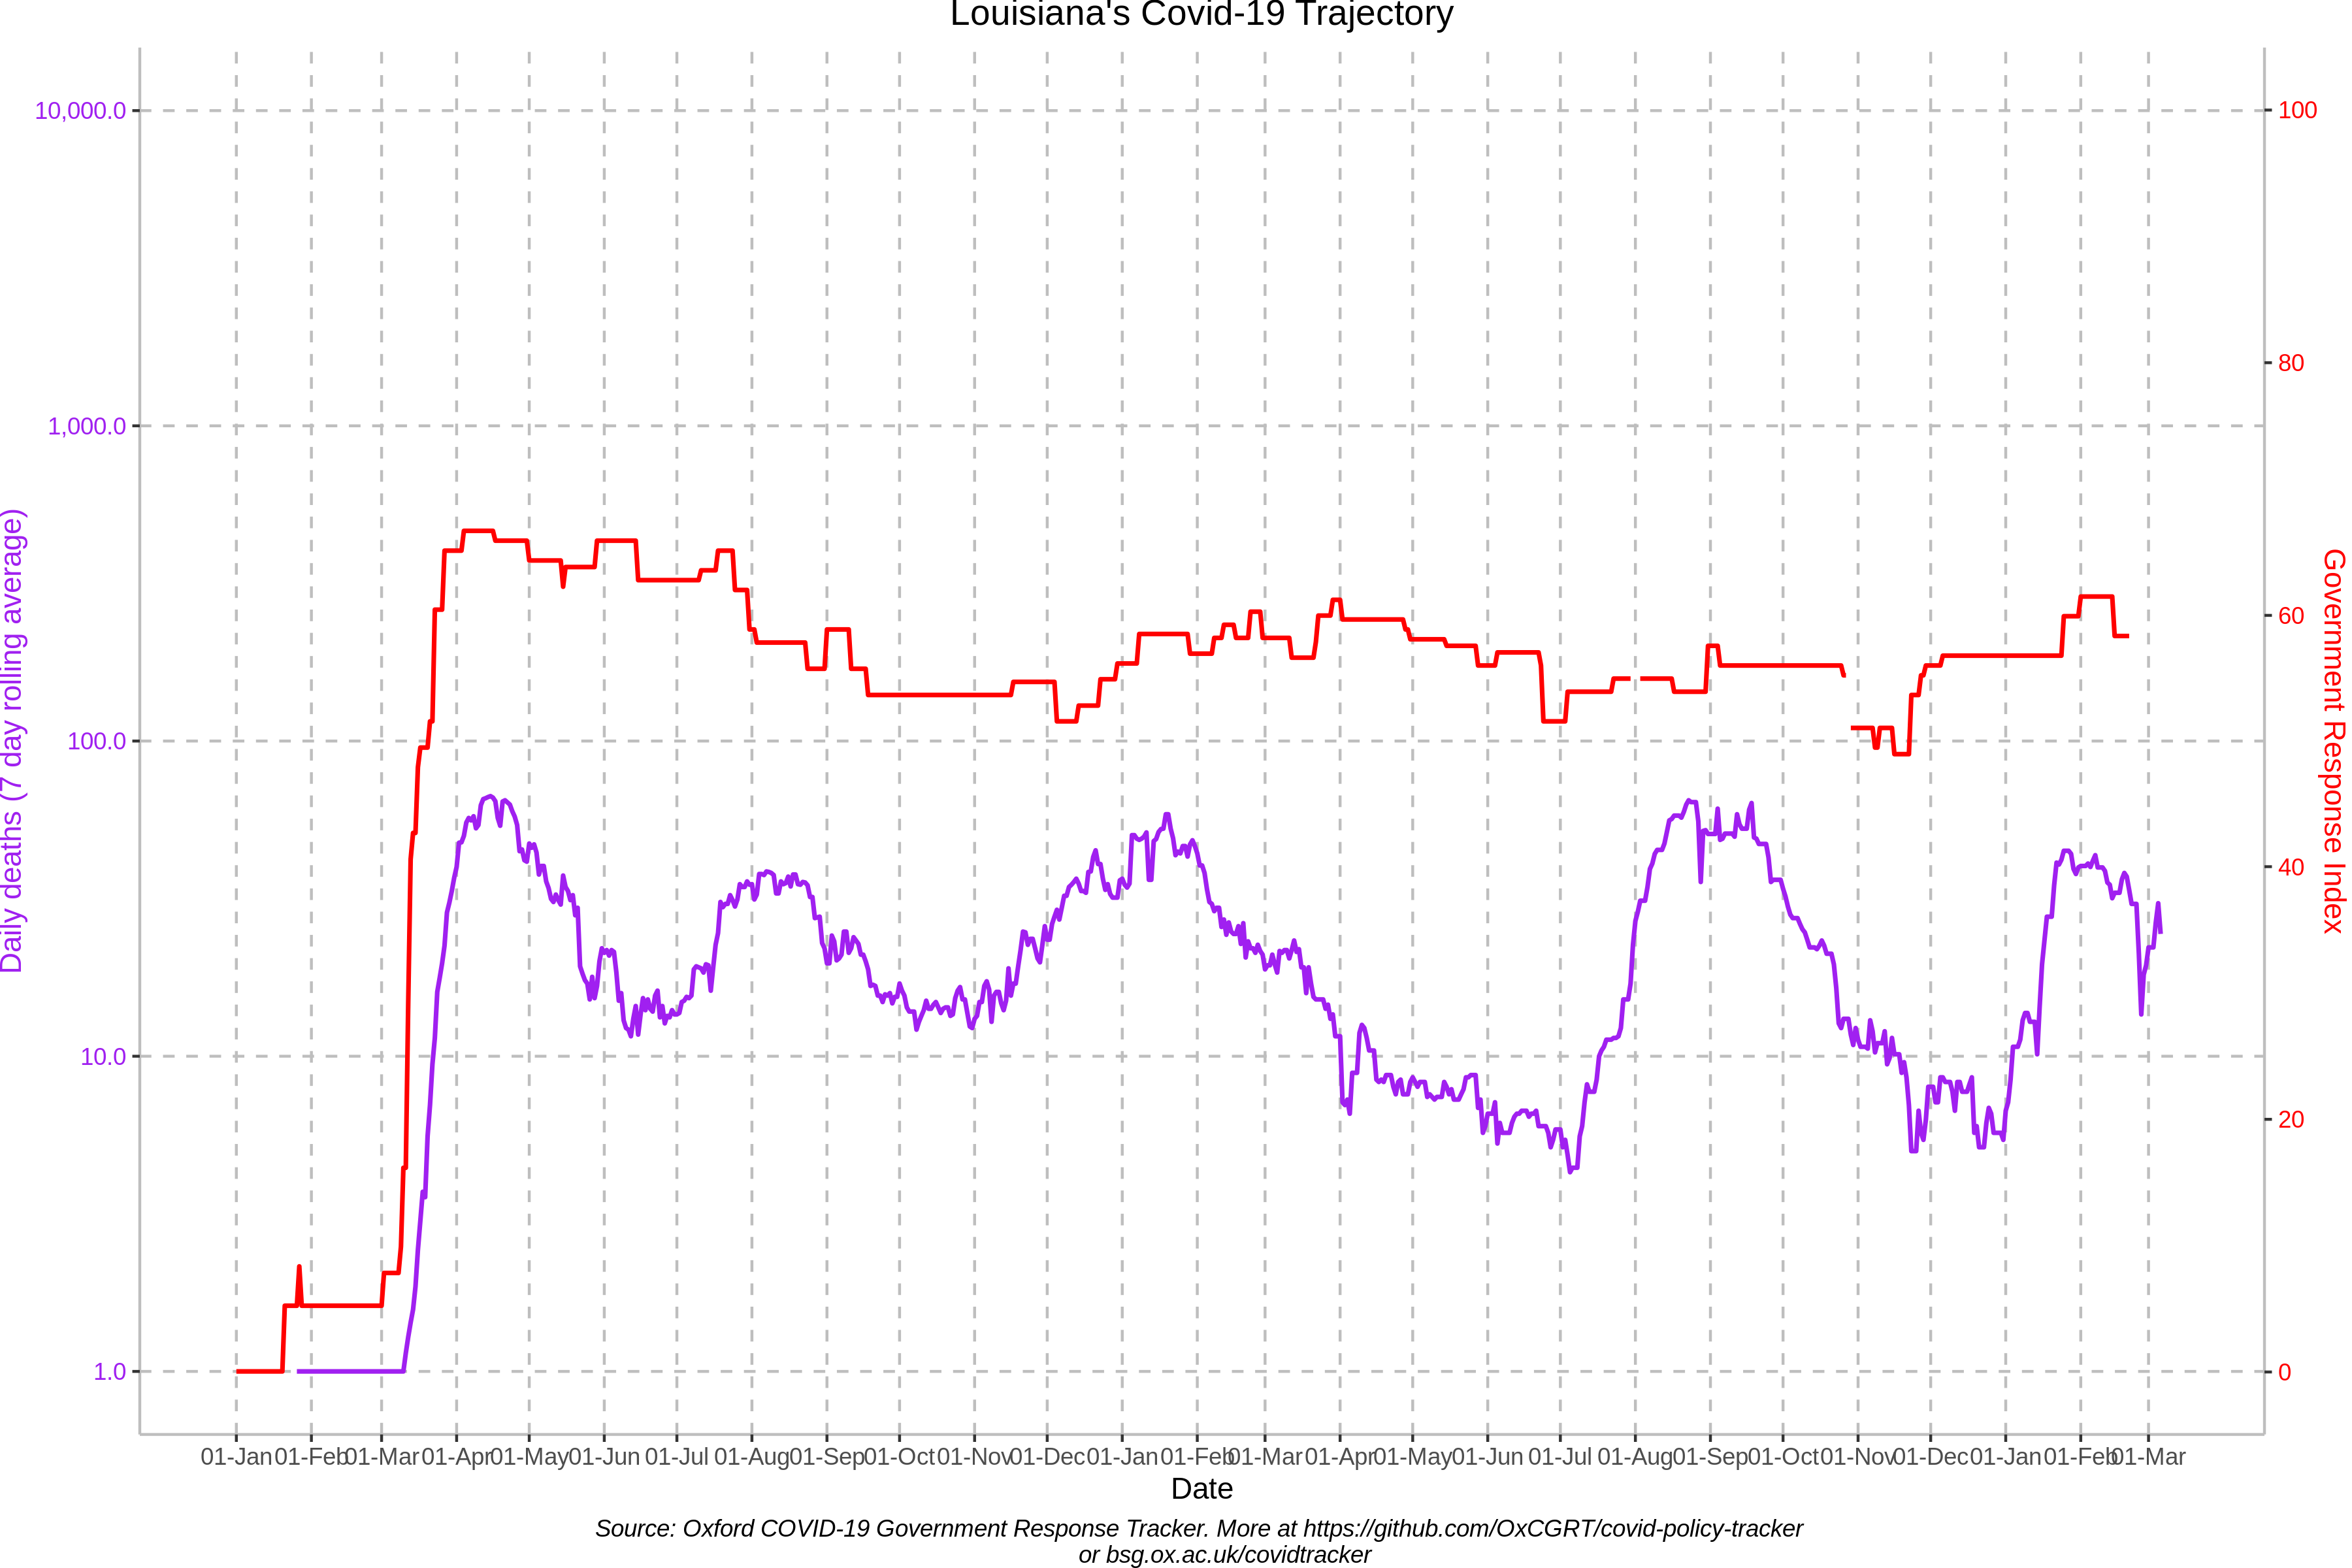 Louisiana's Covid-19 Trajectory
10,000.0
1,000.0
100.0
10.0
1.0
Daily deaths (7 day rolling average)
100
80
60
40
20
0
Government Response Index
01-Jan 01-Feb 01-Mar 01-Apr 01-May 01-Jun 01-Jul 01-Aug 01-Sep 01-Oct 01-Nov 01-Dec 01-Jan 01-Feb 01-Mar 01-Apr 01-May 01-Jun 01-Jul 01-Aug 01-Sep 01-Oct 01-Nov 01-Dec 01-Jan 01-Feb 01-Mar
Date
Source: Oxford COVID-19 Government Response Tracker. More at https://github.com/OxCGRT/covid-policy-tracker
or bsg.ox.ac.uk/covidtracker